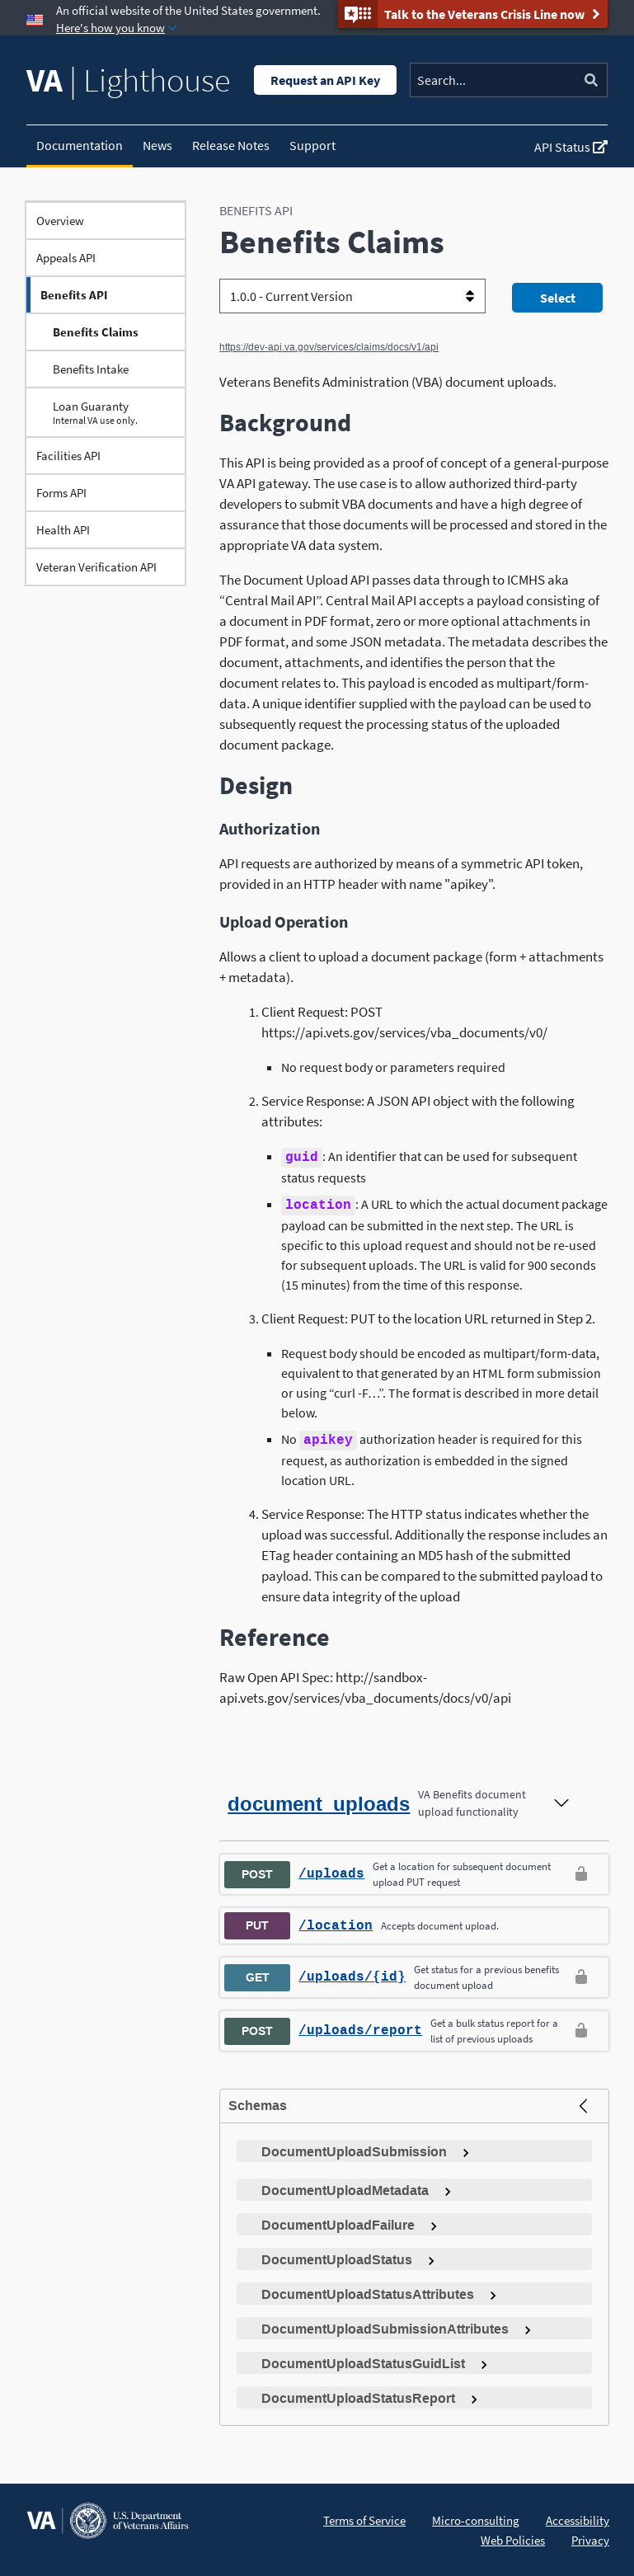 An official website of the United States government.
Here's how you know
Talk to the Veterans Crisis Line now
VA | Lighthouse
Request an API Key
Search...
Documentation
News
Release Notes
Support
API Status
Overview
Appeals API
Benefits API
Benefits Claims
Benefits Intake
Loan Guaranty
Internal VA use only.
Facilities API
Forms API
Health API
Veteran Verification API
BENEFITS API
Benefits Claims
1.0.0 - Current Version
Select
https://dev-api.va.gov/services/claims/docs/v1/api
Veterans Benefits Administration (VBA) document uploads.
Background
This API is being provided as a proof of concept of a general-purpose
VA API gateway. The use case is to allow authorized third-party
developers to submit VBA documents and have a high degree of
assurance that those documents will be processed and stored in the
appropriate VA data system.
The Document Upload API passes data through to ICMHS aka
“Central Mail API”. Central Mail API accepts a payload consisting of
a document in PDF format, zero or more optional attachments in
PDF format, and some JSON metadata. The metadata describes the
document, attachments, and identifies the person that the
document relates to. This payload is encoded as multipart/form-
data. A unique identifier supplied with the payload can be used to
subsequently request the processing status of the uploaded
document package.
Design
Authorization
API requests are authorized by means of a symmetric API token,
provided in an HTTP header with name "apikey".
Upload Operation
Allows a client to upload a document package (form + attachments
+ metadata).
1. Client Request: POST
https://api.vets.gov/services/vba_documents/v0/
▪ No request body or parameters required
2. Service Response: A JSON API object with the following
attributes:
▪ guid : An identifier that can be used for subsequent
status requests
▪ location : A URL to which the actual document package
payload can be submitted in the next step. The URL is
specific to this upload request and should not be re-used
for subsequent uploads. The URL is valid for 900 seconds
(15 minutes) from the time of this response.
3. Client Request: PUT to the location URL returned in Step 2.
▪ Request body should be encoded as multipart/form-data,
equivalent to that generated by an HTML form submission
or using “curl -F…”. The format is described in more detail
below.
▪ No apikey authorization header is required for this
request, as authorization is embedded in the signed
location URL.
4. Service Response: The HTTP status indicates whether the
upload was successful. Additionally the response includes an
ETag header containing an MD5 hash of the submitted
payload. This can be compared to the submitted payload to
ensure data integrity of the upload
Reference
Raw Open API Spec: http://sandbox-
api.vets.gov/services/vba_documents/docs/v0/api
document_uploads
VA Benefits document
upload functionality
POST /uploads Get a location for subsequent document
upload PUT request
PUT /location Accepts document upload.
GET /uploads/{id} Get status for a previous benefits
document upload
POST /uploads/report Get a bulk status report for a
list of previous uploads
Schemas
DocumentUploadSubmission
DocumentUploadMetadata
DocumentUploadFailure
DocumentUploadStatus
DocumentUploadStatusAttributes
DocumentUploadSubmissionAttributes
DocumentUploadStatusGuidList
DocumentUploadStatusReport
VA
U.S. Department
of Veterans Affairs
Terms of Service
Micro-consulting
Accessibility
Web Policies
Privacy